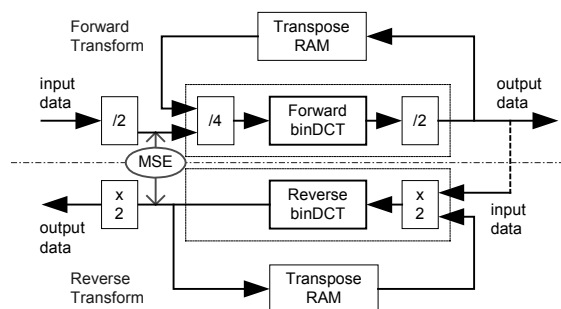 Forward
Transform
Transpose
RAM
input
data
output
data
/2
/4
Forward
binDCT
/2
MSE
x
2
Reverse
binDCT
x
2
input
data
output
data
Reverse
Transform
Transpose
RAM